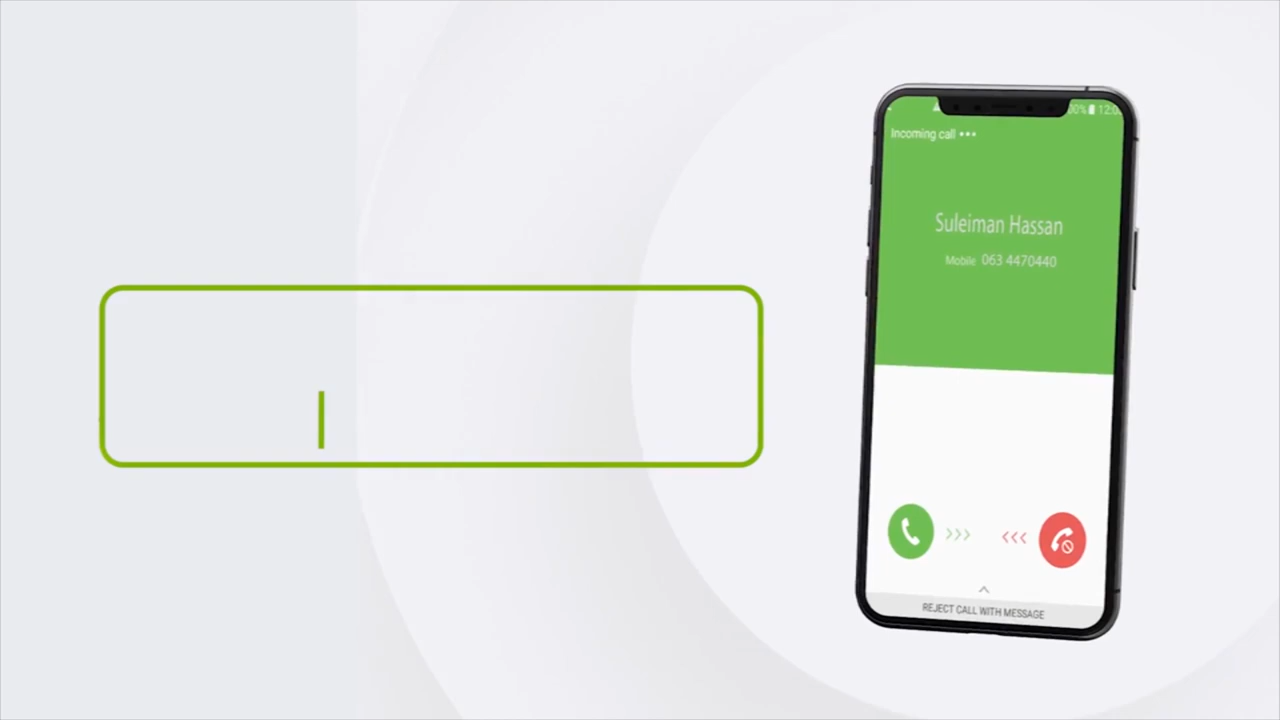 Incoming call •••
Suleiman Hassan
Mobile 063 4470440
REJECT CALL WITH MESSAGE